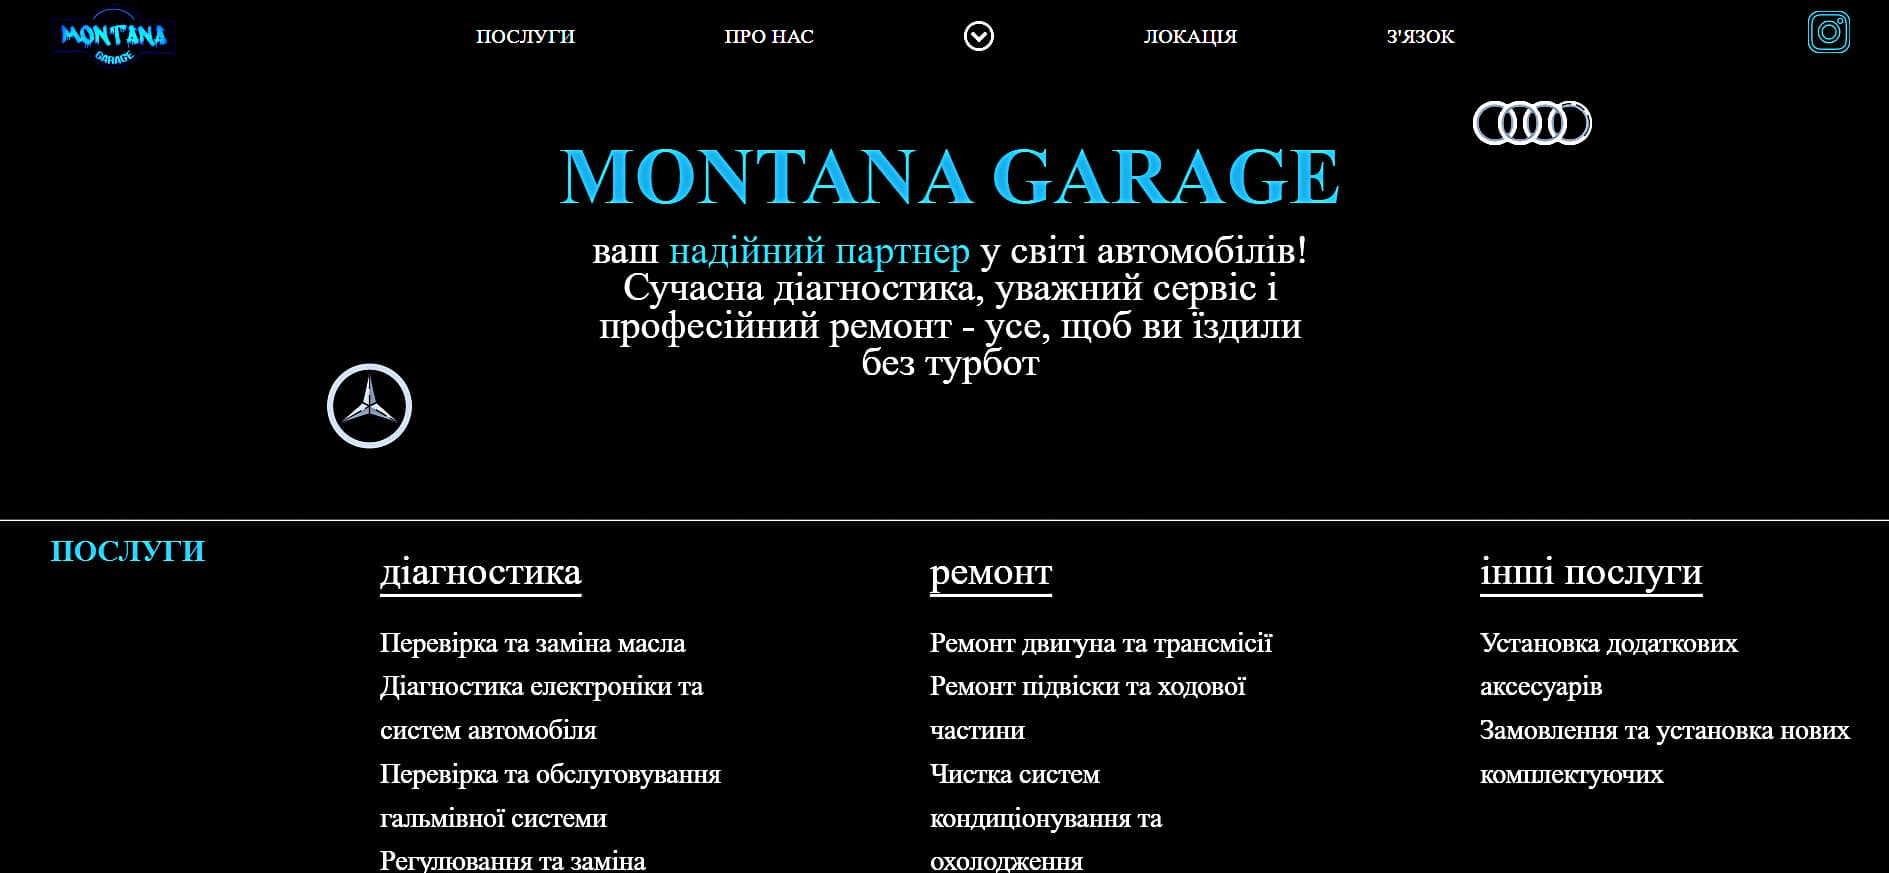 MONTANA
GARAGE
ПОСЛУГИ
ПРО НАС
ЛОКАЦІЯ
З'ЯЗОК
MONTANA GARAGE
ваш надійний партнер у світі автомобілів!
Сучасна діагностика, уважний сервіс і
професійний ремонт - усе, щоб ви їздили
без турбот
ПОСЛУГИ
діагностика
Перевірка та заміна масла
Діагностика електроніки та
систем автомобіля
Перевірка та обслуговування
гальмівної системи
Регулювання та заміна
ремонт
Ремонт двигуна та трансмісії
Ремонт підвіски та ходової
частини
Чистка систем
кондиціонування та
охолодження
інші послуги
Установка додаткових
аксесуарів
Замовлення та установка нових
комплектуючих